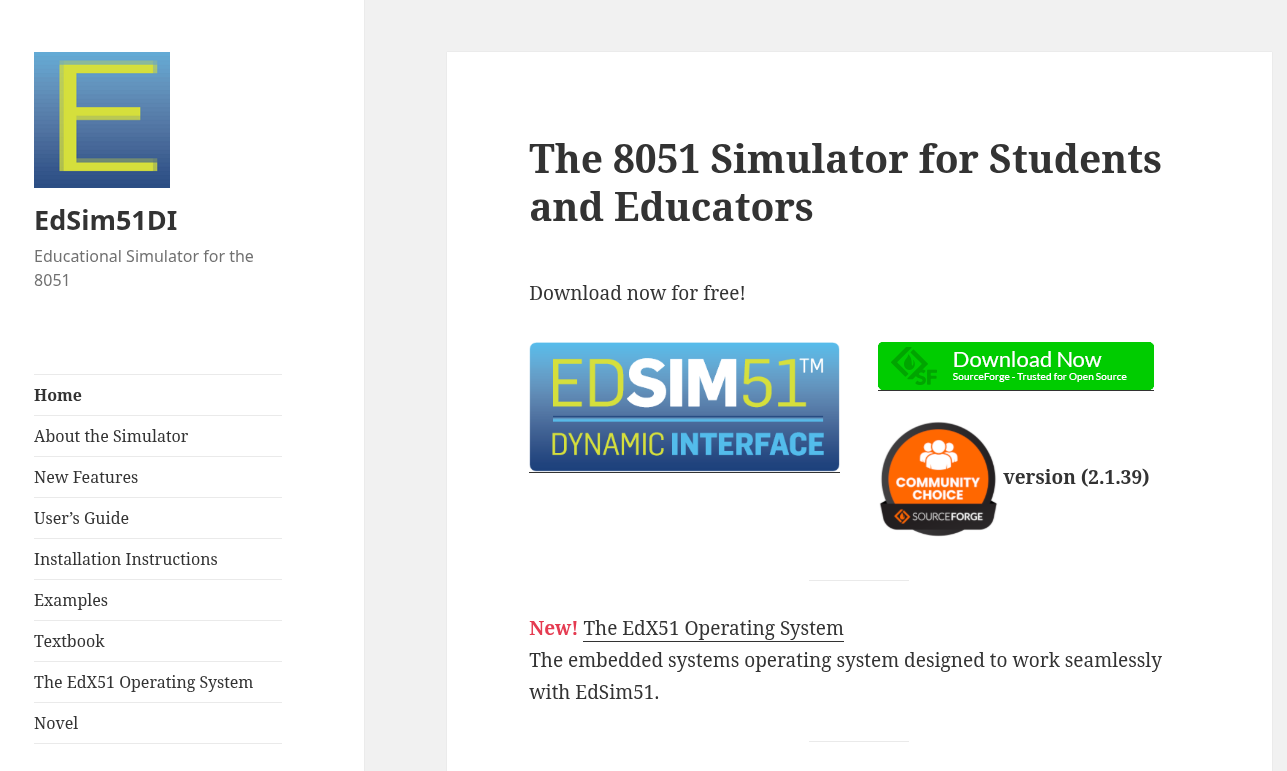 E
EdSim51DI
Educational Simulator for the
8051
Home
About the Simulator
New Features
User’s Guide
Installation Instructions
Examples
Textbook
The EdX51 Operating System
Novel
The 8051 Simulator for Students
and Educators
Download now for free!
EDSIM51™
DYNAMIC INTERFACE
SF
Download Now
SourceForge - Trusted for Open Source
COMMUNITY
CHOICE
SOURCEFORGE
version (2.1.39)
New! The EdX51 Operating System
The embedded systems operating system designed to work seamlessly
with EdSim51.